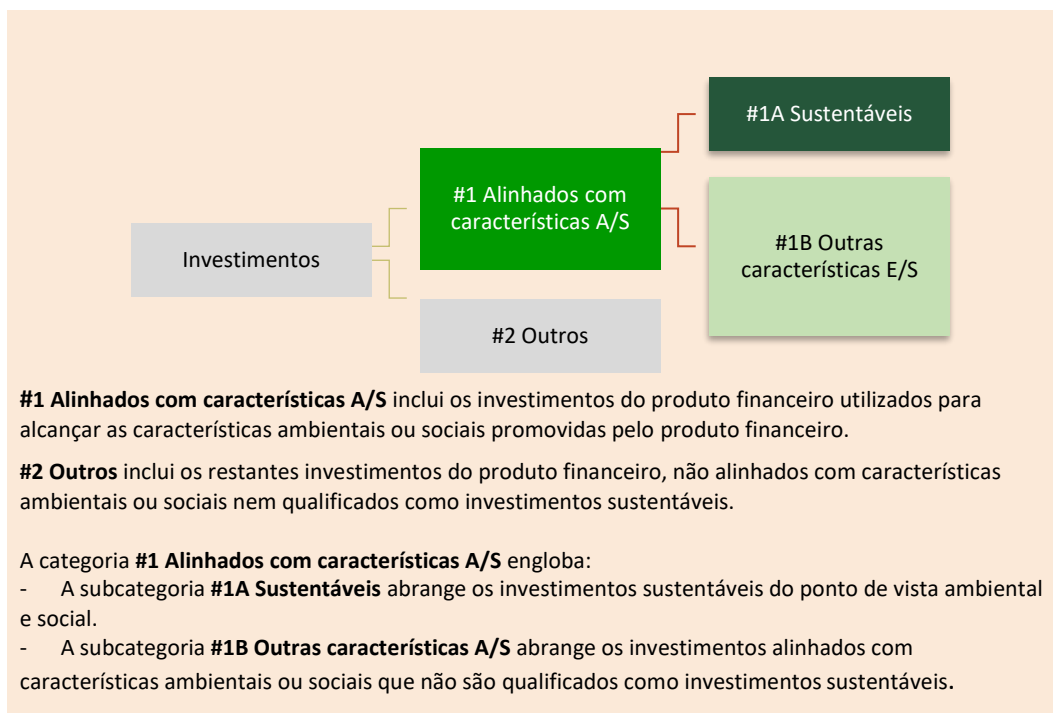 #1A Sustentáveis
#1 Alinhados com
características A/S
#1B Outras
características E/S
Investimentos
#2 Outros
#1 Alinhados com características A/S inclui os investimentos do produto financeiro utilizados para
alcançar as características ambientais ou sociais promovidas pelo produto financeiro.
#2 Outros inclui os restantes investimentos do produto financeiro, não alinhados com características
ambientais ou sociais nem qualificados como investimentos sustentáveis.
A categoria #1 Alinhados com características A/S engloba:
- A subcategoria #1A Sustentáveis abrange os investimentos sustentáveis do ponto de vista ambiental
e social.
- A subcategoria #1B Outras características A/S abrange os investimentos alinhados com
características ambientais ou sociais que não são qualificados como investimentos sustentáveis.